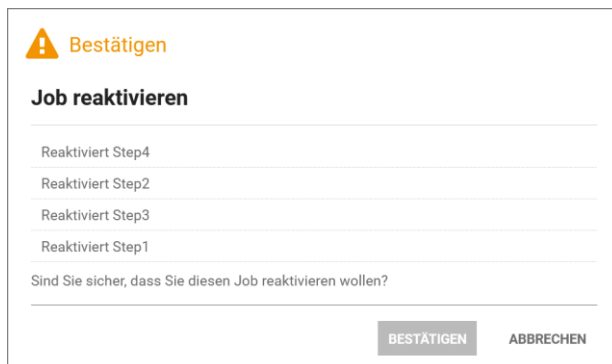 Bestätigen
Job reaktivieren
Reaktiviert Step4
Reaktiviert Step2
Reaktiviert Step3
Reaktiviert Step1
Sind Sie sicher, dass Sie diesen Job reaktivieren wollen?
BESTÄTIGEN ABBRECHEN